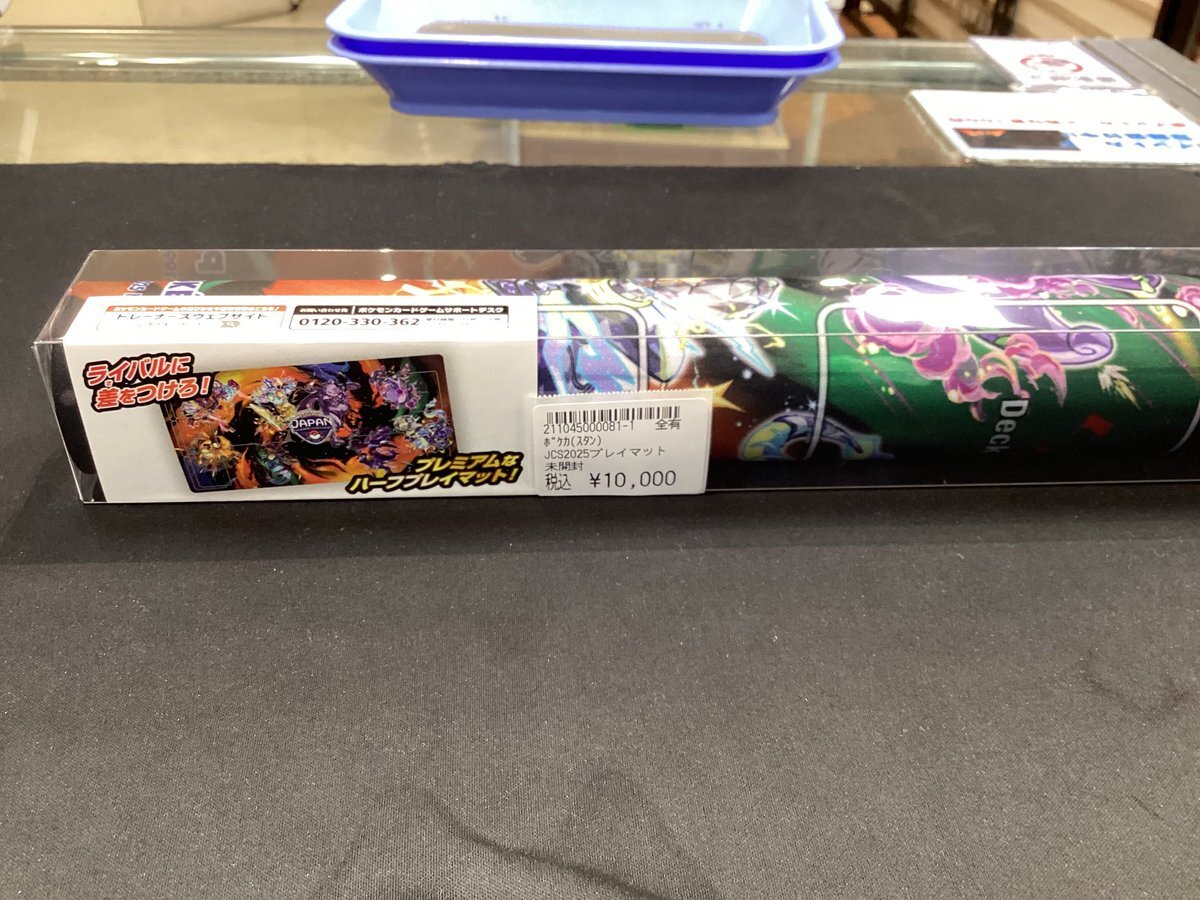 トレーナーズウェブサイト
お問い合わせ先 ポケモンカードゲームサポートデスク
0120-330-362
ライバルに
差をつけろ!
JAPAN
プレミアムな
ハーフプレイマット!
211045000081-1 全有
ﾎﾟｹｶ(ｽﾀﾝ)
JCS2025プレイマット
未開封
税込 ¥10,000
Deck